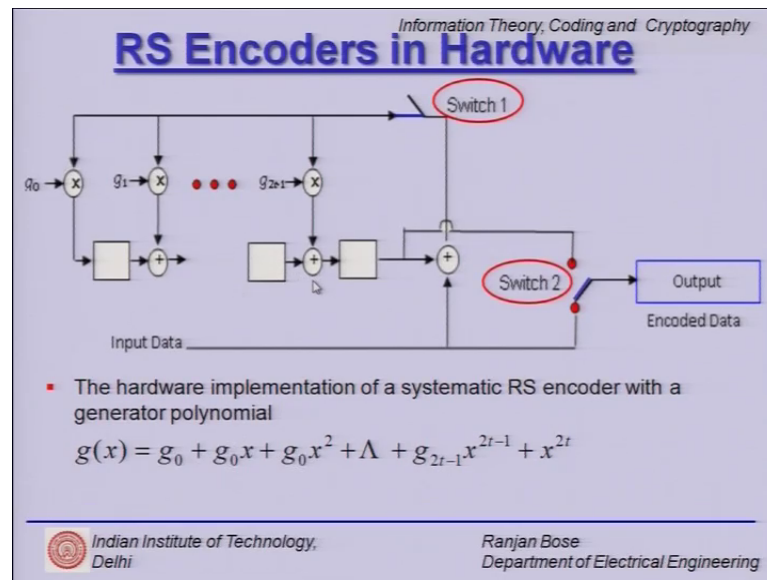 Information Theory, Coding and Cryptography
RS Encoders in Hardware
Switch 1
g₀ x g₁ x g₂ₜ₋₁ x
+ + +
Switch 2
Output
Encoded Data
Input Data
The hardware implementation of a systematic RS encoder with a
generator polynomial
g(x) = g₀ + g₀x + g₀x² + Λ + g₂ₜ₋₁x²ᵗ⁻¹ + x²ᵗ
Indian Institute of Technology, Ranjan Bose
Delhi Department of Electrical Engineering